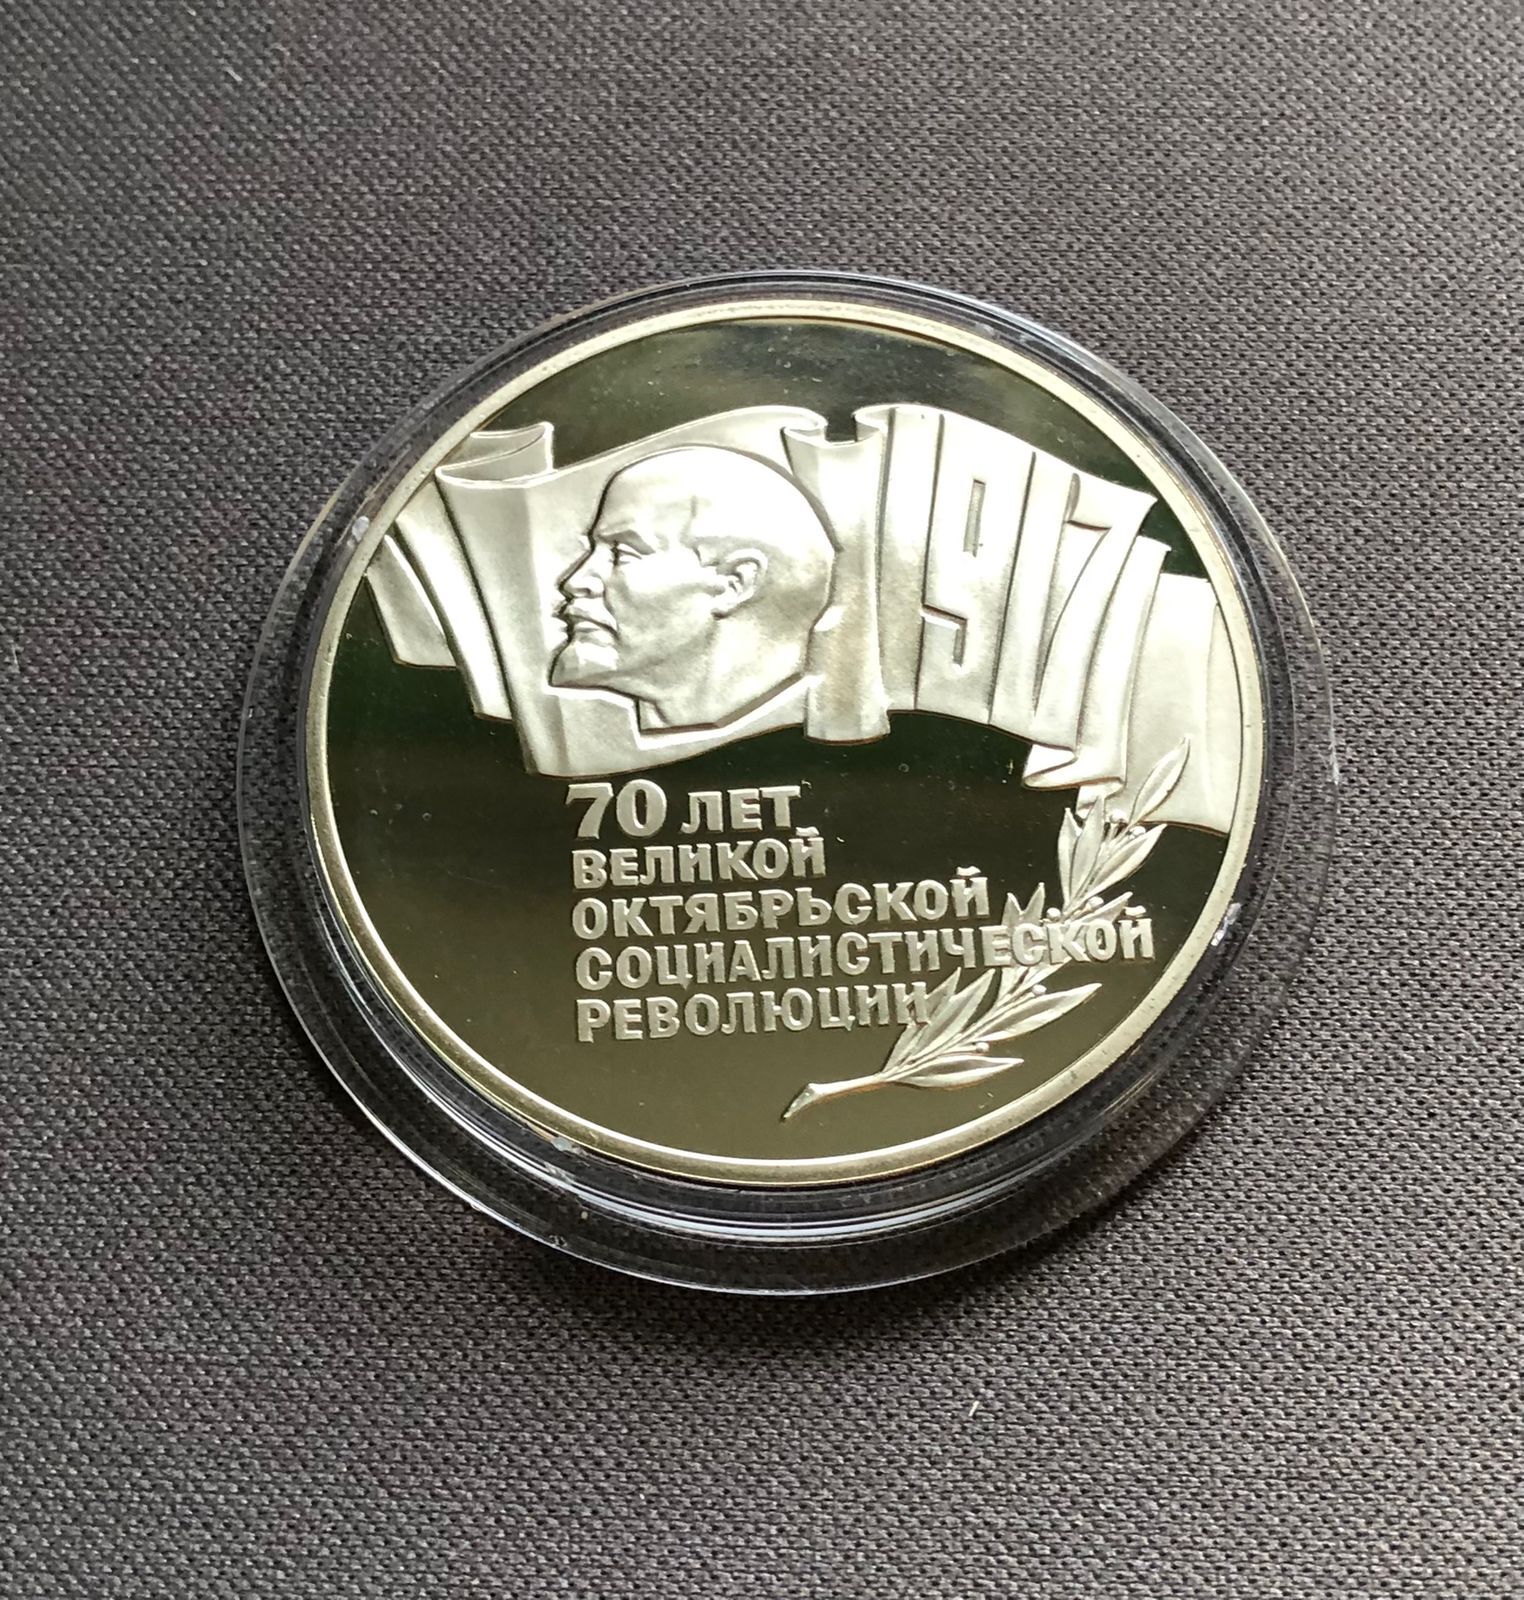 1917
70 ЛЕТ
ВЕЛИКОЙ
ОКТЯБРЬСКОЙ
СОЦИАЛИСТИЧЕСКОЙ
РЕВОЛЮЦИИ